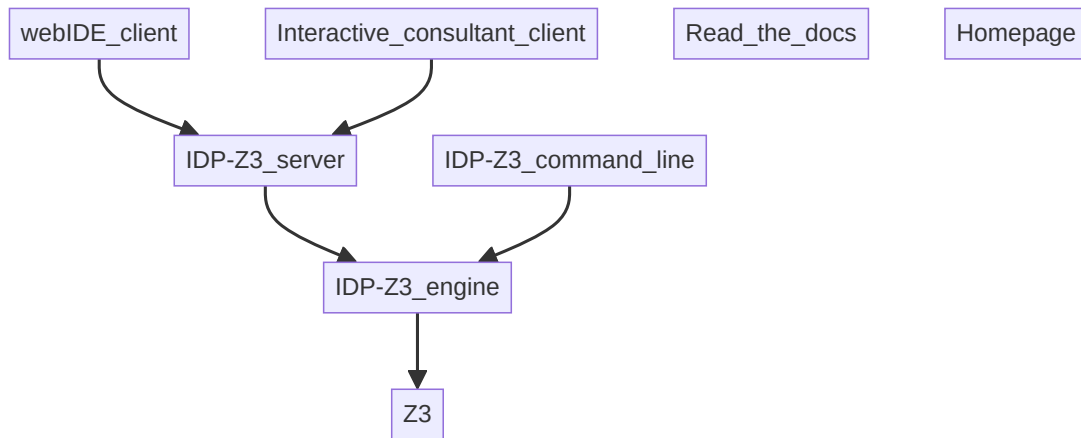 webIDE_client
Interactive_consultant_client
Read_the_docs
Homepage
IDP-Z3_server
IDP-Z3_command_line
IDP-Z3_engine
Z3